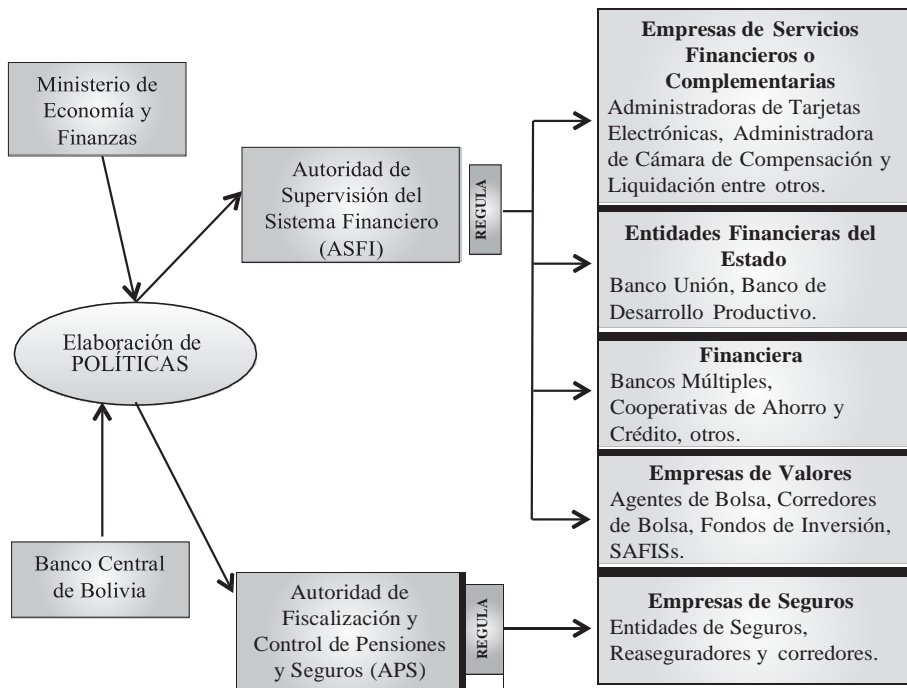 Ministerio de
Economía y
Finanzas
Elaboración de
POLÍTICAS
Banco Central
de Bolivia
Autoridad de
Supervisión del
Sistema Financiero
(ASFI)
REGULA
Autoridad de
Fiscalización y
Control de Pensiones
y Seguros (APS)
REGULA
Empresas de Servicios
Financieros o
Complementarias
Administradoras de Tarjetas
Electrónicas, Administradora
de Cámara de Compensación y
Liquidación entre otros.
Entidades Financieras del
Estado
Banco Unión, Banco de
Desarrollo Productivo.
Financiera
Bancos Múltiples,
Cooperativas de Ahorro y
Crédito, otros.
Empresas de Valores
Agentes de Bolsa, Corredores
de Bolsa, Fondos de Inversión,
SAFISs.
Empresas de Seguros
Entidades de Seguros,
Reaseguradores y corredores.